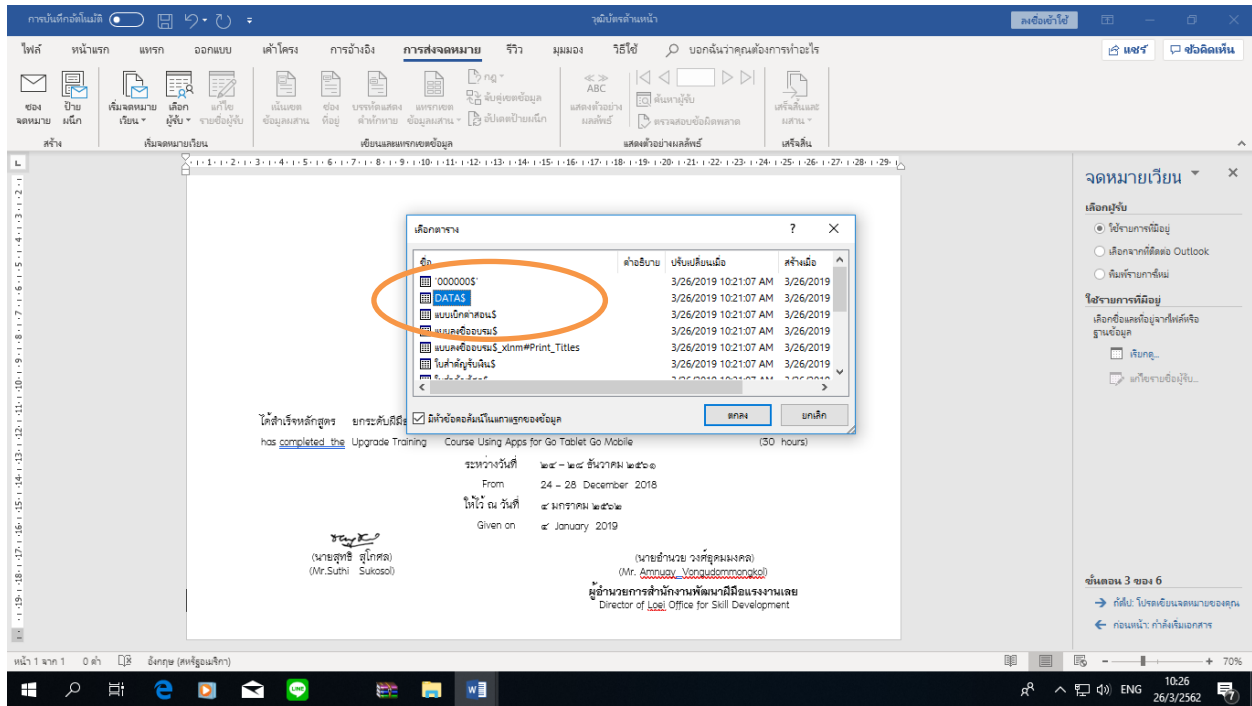 การบันทึกอัตโนมัติ
วุฒิบัตรด้านหน้า
ลงชื่อเข้าใช้
ไฟล์ หน้าแรก แทรก ออกแบบ เค้าโครง การอ้างอิง การส่งจดหมาย รีวิว มุมมอง วิธีใช้ บอกฉันว่าคุณต้องการทำอะไร
แชร์ ข้อคิดเห็น
ซองจดหมาย
ป้ายผนึก
เริ่มจดหมายเวียน
เลือกผู้รับ
แก้ไขรายชื่อผู้รับ
เน้นเขตข้อมูลผสาน
ช่องที่อยู่
บรรทัดแสดงคำทักทาย
แทรกเขตข้อมูลผสาน
กฎ
จับคู่เขตข้อมูล
อัปเดตป้ายผนึก
ABC
แสดงตัวอย่างผลลัพธ์
ค้นหาผู้รับ
ตรวจสอบข้อผิดพลาด
เสร็จสิ้นและผสาน
สร้าง
เริ่มจดหมายเวียน
เขียนและแทรกเขตข้อมูล
แสดงตัวอย่างผลลัพธ์
เสร็จสิ้น
เลือกตาราง
ชื่อ คำอธิบาย ปรับเปลี่ยนเมื่อ สร้างเมื่อ
'000000$' 3/26/2019 10:21:07 AM 3/26/2019
DATA$ 3/26/2019 10:21:07 AM 3/26/2019
แบบเบิกค่าสอน$ 3/26/2019 10:21:07 AM 3/26/2019
แบบลงชื่ออบรม$ 3/26/2019 10:21:07 AM 3/26/2019
แบบลงชื่ออบรม$_xlnm#Print_Titles 3/26/2019 10:21:07 AM 3/26/2019
ใบสำคัญรับเงิน$ 3/26/2019 10:21:07 AM 3/26/2019
มีหัวข้อคอลัมน์ในแถวแรกของข้อมูล
ตกลง ยกเลิก
ได้สำเร็จหลักสูตร ยกระดับฝีมือ
has completed the Upgrade Training Course Using Apps for Go Tablet Go Mobile (30 hours)
ระหว่างวันที่ ๒๔ – ๒๘ ธันวาคม ๒๕๖๑
From 24 – 28 December 2018
ให้ไว้ ณ วันที่ ๔ มกราคม ๒๕๖๒
Given on ๔ January 2019
(นายสุทธิ สุโกศล)
(Mr.Suthi Sukosol)
(นายอำนวย วงศ์อุดมมงคล)
(Mr. Amnuay Vongudommongkol)
ผู้อำนวยการสำนักงานพัฒนาฝีมือแรงงานเลย
Director of Loei Office for Skill Development
จดหมายเวียน
เลือกผู้รับ
ใช้รายการที่มีอยู่
เลือกจากที่ติดต่อ Outlook
พิมพ์รายการใหม่
ใช้รายการที่มีอยู่
เลือกชื่อและที่อยู่จากไฟล์หรือ
ฐานข้อมูล
เรียกดู...
แก้ไขรายชื่อผู้รับ...
ขั้นตอน 3 ของ 6
ถัดไป: โปรดเขียนจดหมายของคุณ
ก่อนหน้า: กำลังเริ่มเอกสาร
หน้า 1 จาก 1 0 คำ อังกฤษ (สหรัฐอเมริกา)
70%
ENG
10:26
26/3/2562